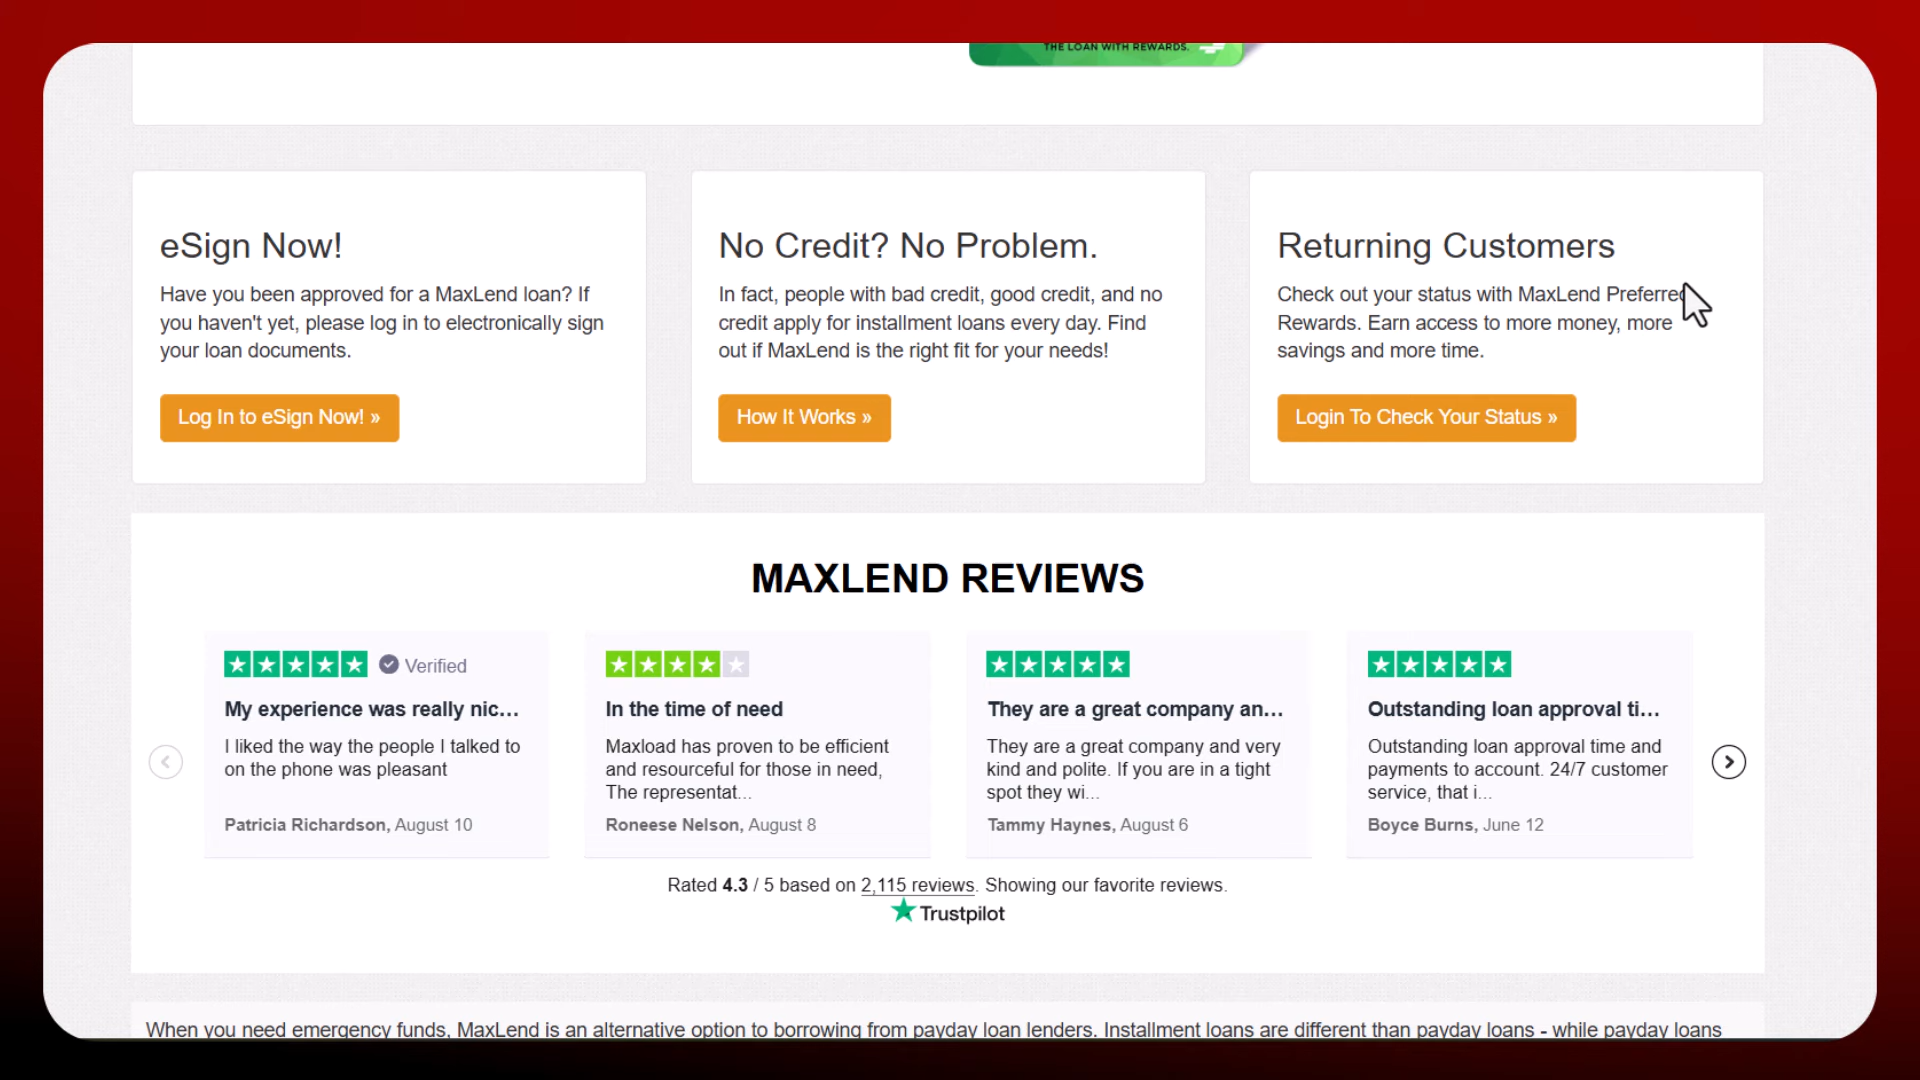 THE LOAN WITH REWARDS.
eSign Now!
Have you been approved for a MaxLend loan? If
you haven't yet, please log in to electronically sign
your loan documents.
Log In to eSign Now! »
No Credit? No Problem.
In fact, people with bad credit, good credit, and no
credit apply for installment loans every day. Find
out if MaxLend is the right fit for your needs!
How It Works »
Returning Customers
Check out your status with MaxLend Preferred
Rewards. Earn access to more money, more
savings and more time.
Login To Check Your Status »
MAXLEND REVIEWS
Verified
My experience was really nic...
I liked the way the people I talked to
on the phone was pleasant
Patricia Richardson, August 10
In the time of need
Maxload has proven to be efficient
and resourceful for those in need,
The representat...
Roneese Nelson, August 8
They are a great company an...
They are a great company and very
kind and polite. If you are in a tight
spot they wi...
Tammy Haynes, August 6
Outstanding loan approval ti...
Outstanding loan approval time and
payments to account. 24/7 customer
service, that i...
Boyce Burns, June 12
Rated 4.3 / 5 based on 2,115 reviews. Showing our favorite reviews.
Trustpilot
When you need emergency funds, MaxLend is an alternative option to borrowing from payday loan lenders. Installment loans are different than payday loans - while payday loans